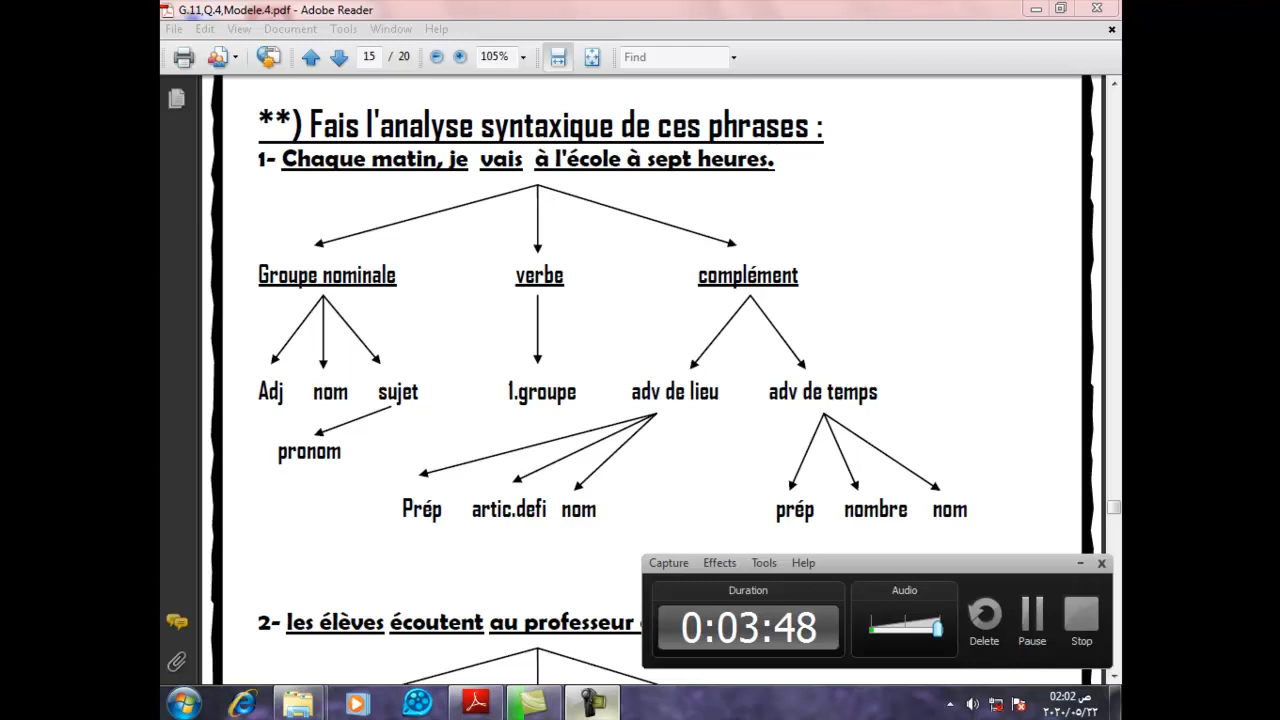 G.11,Q.4,Modele.4.pdf - Adobe Reader
File Edit View Document Tools Window Help
15 / 20 105% Find
**) Fais l'analyse syntaxique de ces phrases :
1- Chaque matin, je vais à l'école à sept heures.
Groupe nominale verbe complément
Adj nom sujet 1.groupe adv de lieu adv de temps
pronom
Prép artic.defi nom prép nombre nom
2- les élèves écoutent au professeur
Capture Effects Tools Help
Duration Audio
0:03:48
Delete Pause Stop
02:02 ص
٢٠٢٠/٠٥/٢٢